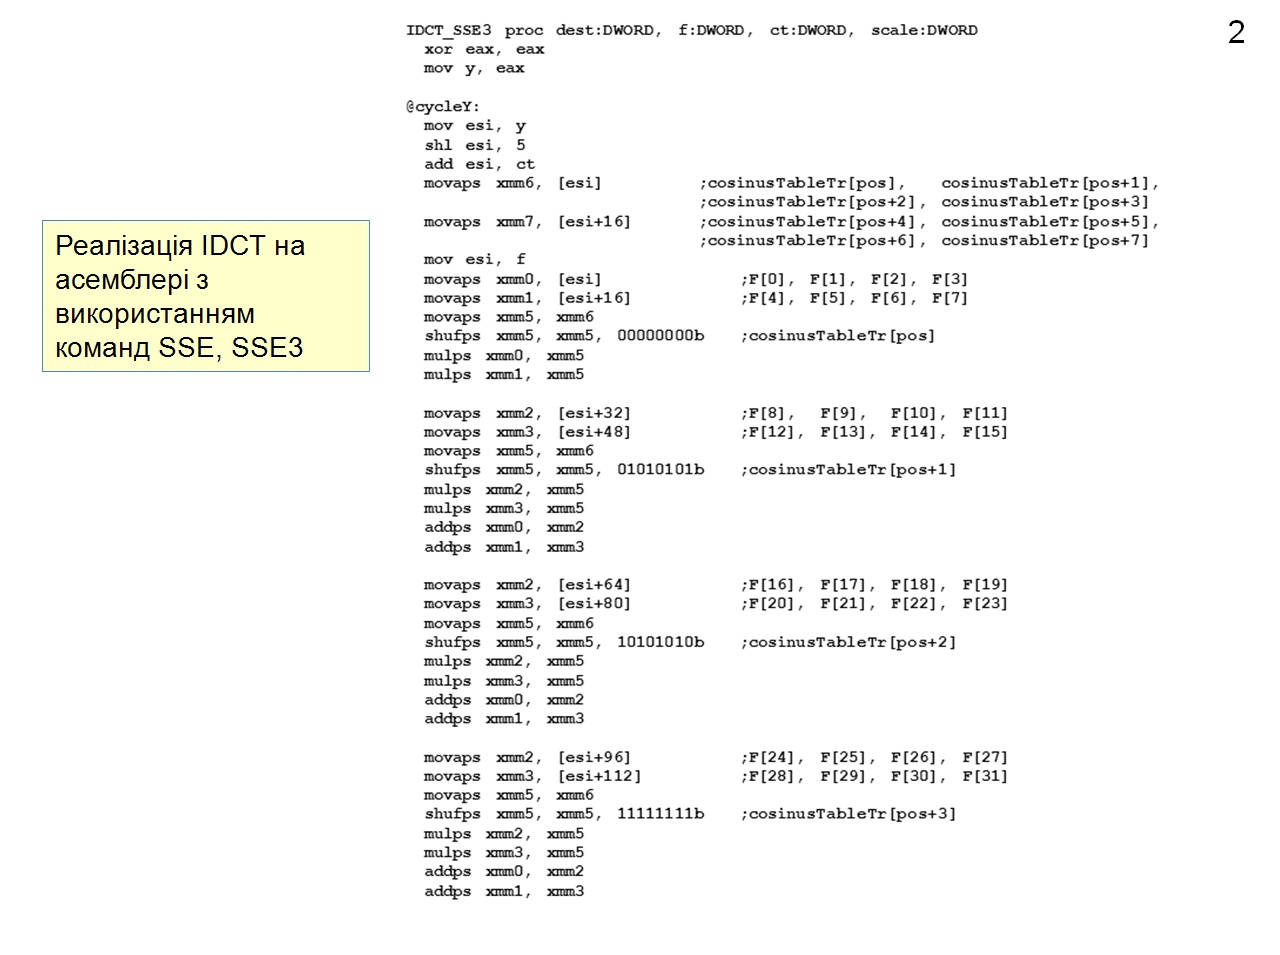 2
Реалізація IDCT на
асемблері з
використанням
команд SSE, SSE3
IDCT_SSE3 proc dest:DWORD, f:DWORD, ct:DWORD, scale:DWORD
xor eax, eax
mov y, eax
@cycleY:
mov esi, y
shl esi, 5
add esi, ct
movaps xmm6, [esi] ;cosinusTableTr[pos], cosinusTableTr[pos+1],
;cosinusTableTr[pos+2], cosinusTableTr[pos+3]
movaps xmm7, [esi+16] ;cosinusTableTr[pos+4], cosinusTableTr[pos+5],
;cosinusTableTr[pos+6], cosinusTableTr[pos+7]
mov esi, f
movaps xmm0, [esi] ;F[0], F[1], F[2], F[3]
movaps xmm1, [esi+16] ;F[4], F[5], F[6], F[7]
movaps xmm5, xmm6
shufps xmm5, xmm5, 00000000b ;cosinusTableTr[pos]
mulps xmm0, xmm5
mulps xmm1, xmm5
movaps xmm2, [esi+32] ;F[8], F[9], F[10], F[11]
movaps xmm3, [esi+48] ;F[12], F[13], F[14], F[15]
movaps xmm5, xmm6
shufps xmm5, xmm5, 01010101b ;cosinusTableTr[pos+1]
mulps xmm2, xmm5
mulps xmm3, xmm5
addps xmm0, xmm2
addps xmm1, xmm3
movaps xmm2, [esi+64] ;F[16], F[17], F[18], F[19]
movaps xmm3, [esi+80] ;F[20], F[21], F[22], F[23]
movaps xmm5, xmm6
shufps xmm5, xmm5, 10101010b ;cosinusTableTr[pos+2]
mulps xmm2, xmm5
mulps xmm3, xmm5
addps xmm0, xmm2
addps xmm1, xmm3
movaps xmm2, [esi+96] ;F[24], F[25], F[26], F[27]
movaps xmm3, [esi+112] ;F[28], F[29], F[30], F[31]
movaps xmm5, xmm6
shufps xmm5, xmm5, 11111111b ;cosinusTableTr[pos+3]
mulps xmm2, xmm5
mulps xmm3, xmm5
addps xmm0, xmm2
addps xmm1, xmm3